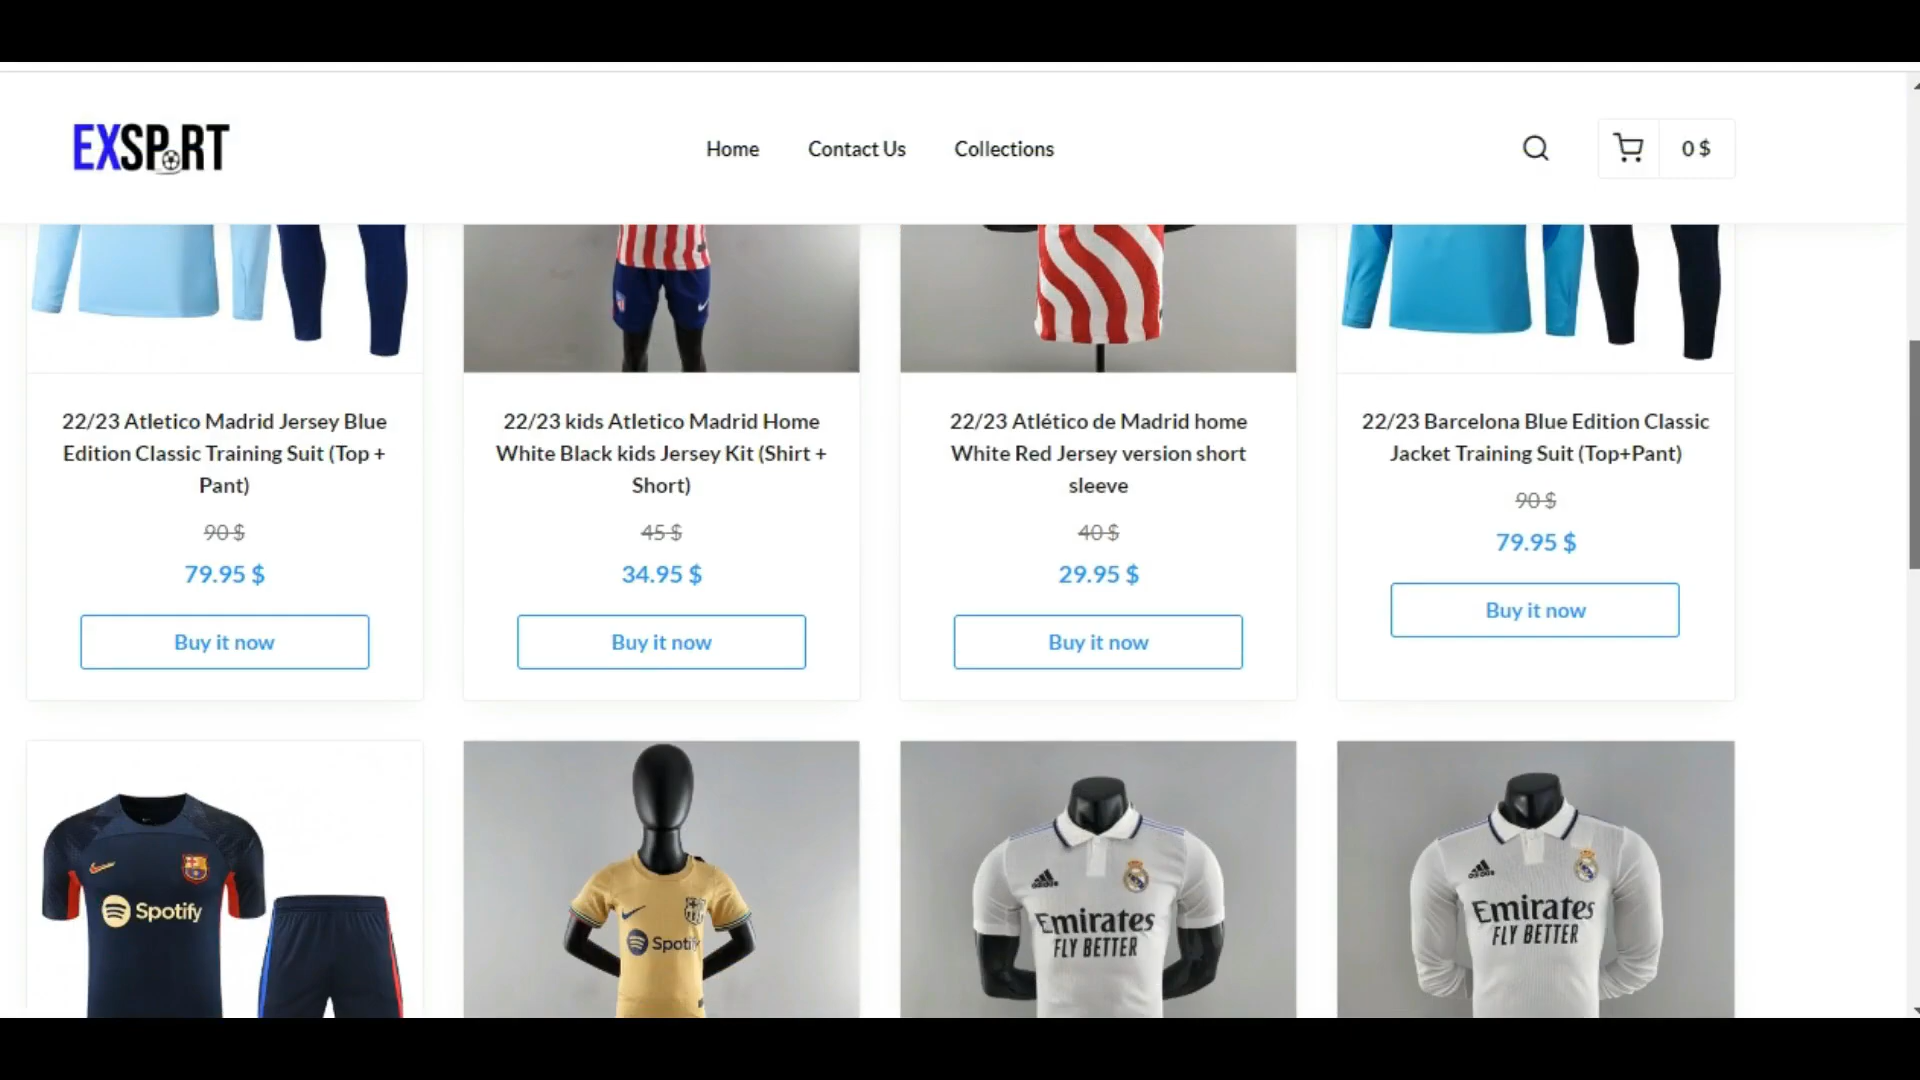 EXSPORT
Home
Contact Us
Collections
0 $
22/23 Atletico Madrid Jersey Blue
Edition Classic Training Suit (Top +
Pant)
90 $
79.95 $
Buy it now
22/23 kids Atletico Madrid Home
White Black kids Jersey Kit (Shirt +
Short)
45 $
34.95 $
Buy it now
22/23 Atlético de Madrid home
White Red Jersey version short
sleeve
40 $
29.95 $
Buy it now
22/23 Barcelona Blue Edition Classic
Jacket Training Suit (Top+Pant)
90 $
79.95 $
Buy it now
Spotify
Spotify
adidas
Emirates
FLY BETTER
adidas
Emirates
FLY BETTER